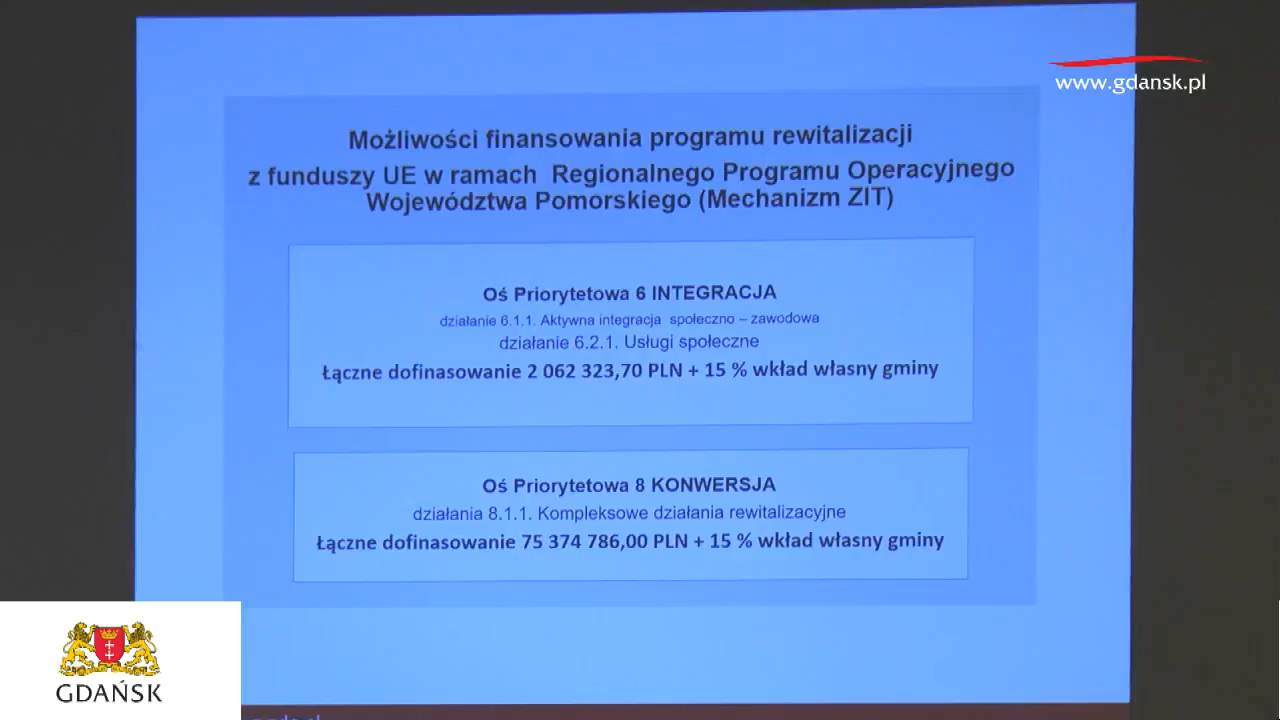 www.gdansk.pl
Możliwości finansowania programu rewitalizacji
z funduszy UE w ramach Regionalnego Programu Operacyjnego
Województwa Pomorskiego (Mechanizm ZIT)
Oś Priorytetowa 6 INTEGRACJA
działanie 6.1.1. Aktywna integracja społeczno – zawodowa
działanie 6.2.1. Usługi społeczne
Łączne dofinasowanie 2 062 323,70 PLN + 15 % wkład własny gminy
Oś Priorytetowa 8 KONWERSJA
działania 8.1.1. Kompleksowe działania rewitalizacyjne
Łączne dofinasowanie 75 374 786,00 PLN + 15 % wkład własny gminy
GDAŃSK